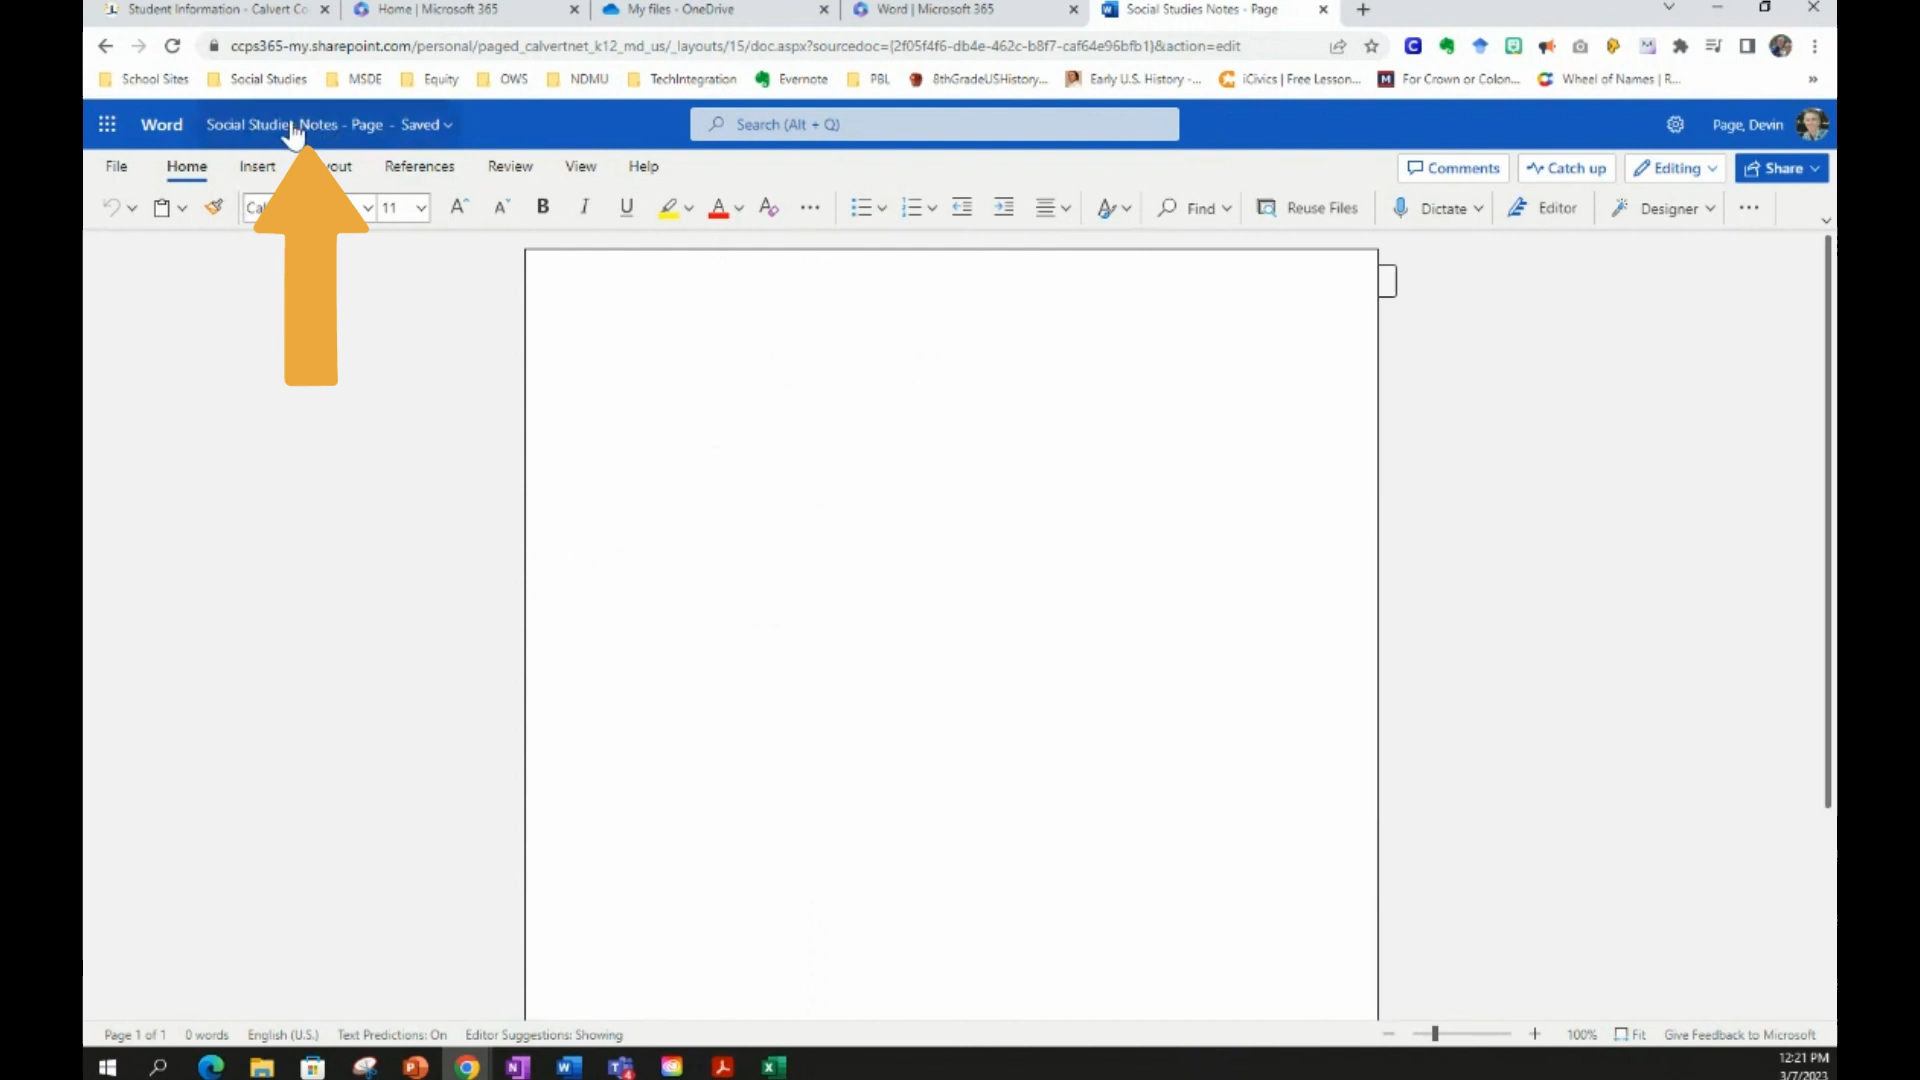 Student Information - Calvert Co
Home | Microsoft 365
My files - OneDrive
Word | Microsoft 365
Social Studies Notes - Page
ccps365-my.sharepoint.com/personal/paged_calvertnet_k12_md_us/_layouts/15/doc.aspx?sourcedoc={2f05f4f6-db4e-462c-b8f7-caf64e96bfb1}&action=edit
School Sites Social Studies MSDE Equity OWS NDMU TechIntegration Evernote PBL 8thGradeUSHistory... Early U.S. History -... iCivics | Free Lesson... For Crown or Colon... Wheel of Names | R... »
Word Social Studies Notes - Page - Saved Search (Alt + Q) Page, Devin
File Home Insert References Review View Help Comments Catch up Editing Share
11 B I U A Find Reuse Files Dictate Editor Designer
Page 1 of 1 0 words English (U.S.) Text Predictions: On Editor Suggestions: Showing 100% Fit Give Feedback to Microsoft
12:21 PM
3/7/2023